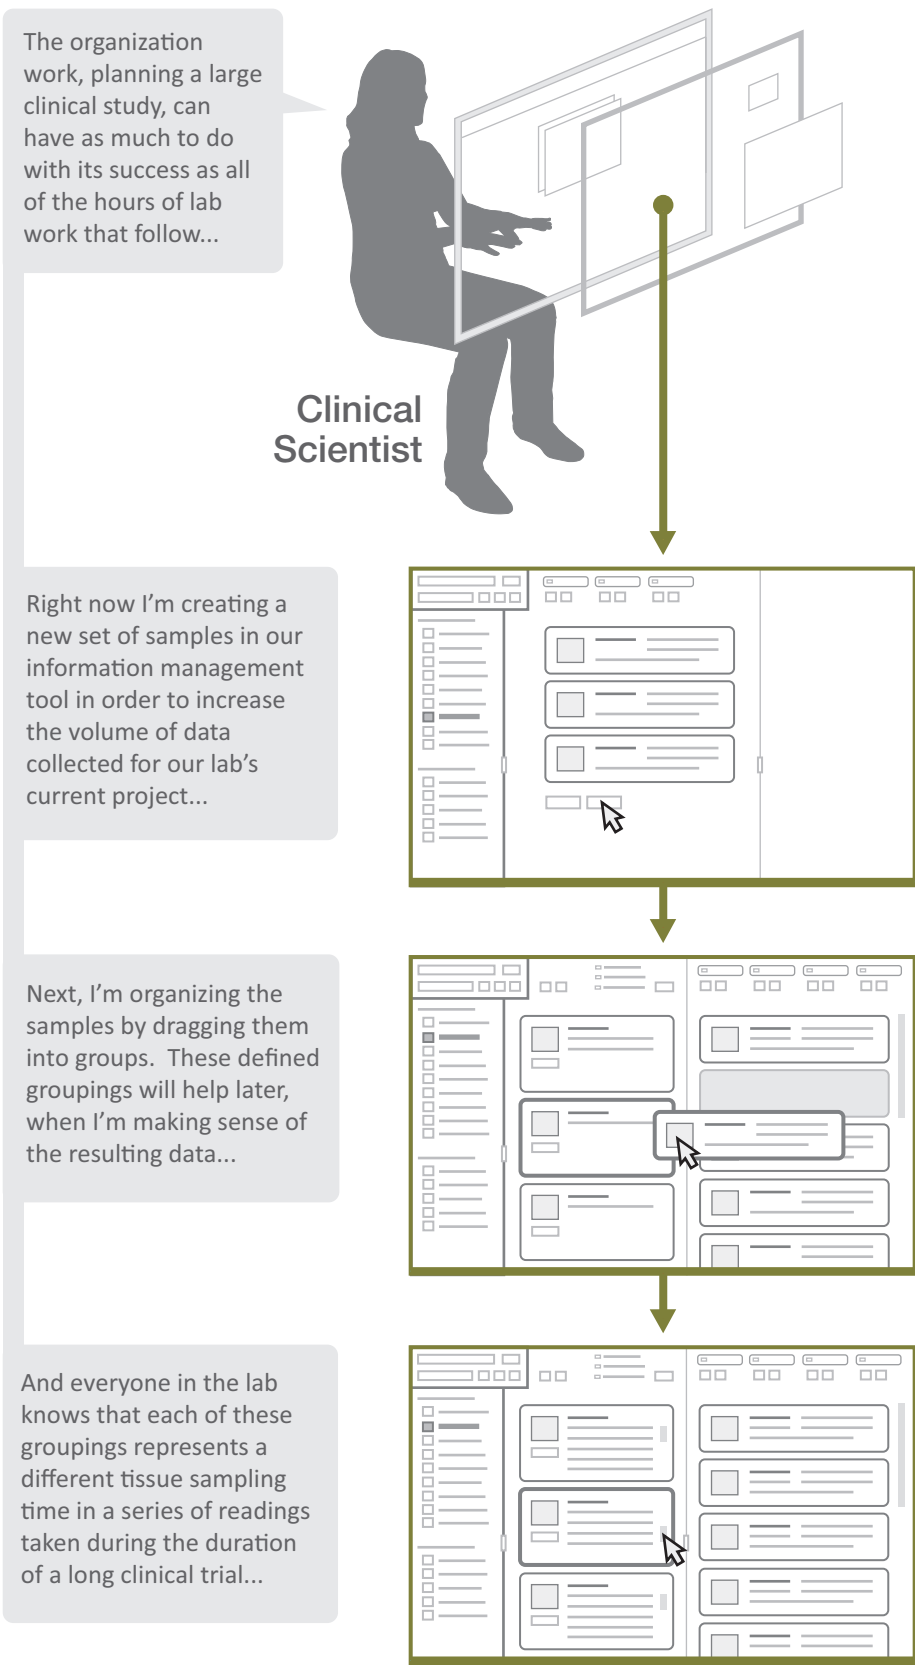 The organization
work, planning a large
clinical study, can
have as much to do
with its success as all
of the hours of lab
work that follow...
Clinical
Scientist
Right now I'm creating a
new set of samples in our
information management
tool in order to increase
the volume of data
collected for our lab's
current project...
Next, I'm organizing the
samples by dragging them
into groups.  These defined
groupings will help later,
when I'm making sense of
the resulting data...
And everyone in the lab
knows that each of these
groupings represents a
different tissue sampling
time in a series of readings
taken during the duration
of a long clinical trial...